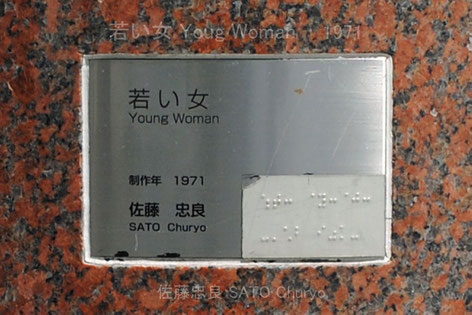 若い女 Youg Woman : 1971
若い女
Young Woman
制作年 1971
佐藤 忠良
SATO Churyo
佐藤忠良 SATO Churyo